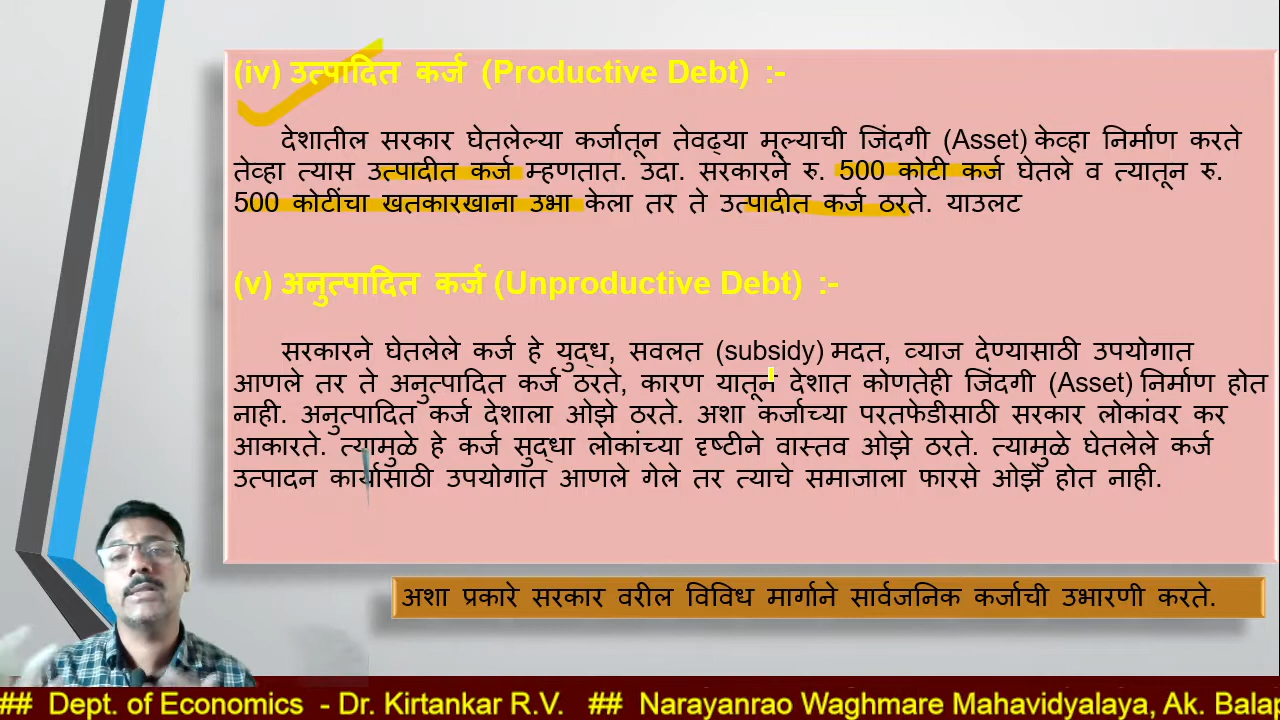 (iv) उत्पादित कर्ज (Productive Debt) :-
देशातील सरकार घेतलेल्या कर्जातून तेवढ्या मूल्याची जिंदगी (Asset) केव्हा निर्माण करते
तेव्हा त्यास उत्पादीत कर्ज म्हणतात. उदा. सरकारने रु. 500 कोटी कर्ज घेतले व त्यातून रु.
500 कोटींचा खतकारखाना उभा केला तर ते उत्पादीत कर्ज ठरते. याउलट
(v) अनुत्पादित कर्ज (Unproductive Debt) :-
सरकारने घेतलेले कर्ज हे युद्ध, सवलत (subsidy) मदत, व्याज देण्यासाठी उपयोगात
आणले तर ते अनुत्पादित कर्ज ठरते, कारण यातून देशात कोणतेही जिंदगी (Asset) निर्माण होत
नाही. अनुत्पादित कर्ज देशाला ओझे ठरते. अशा कर्जाच्या परतफेडीसाठी सरकार लोकांवर कर
आकारते. त्यामुळे हे कर्ज सुद्धा लोकांच्या दृष्टीने वास्तव ओझे ठरते. त्यामुळे घेतलेले कर्ज
उत्पादन कार्यासाठी उपयोगात आणले गेले तर त्याचे समाजाला फारसे ओझे होत नाही.
अशा प्रकारे सरकार वरील विविध मार्गाने सार्वजनिक कर्जाची उभारणी करते.
## Dept. of Economics - Dr. Kirtankar R.V. ## Narayanrao Waghmare Mahavidyalaya, Ak. Balap